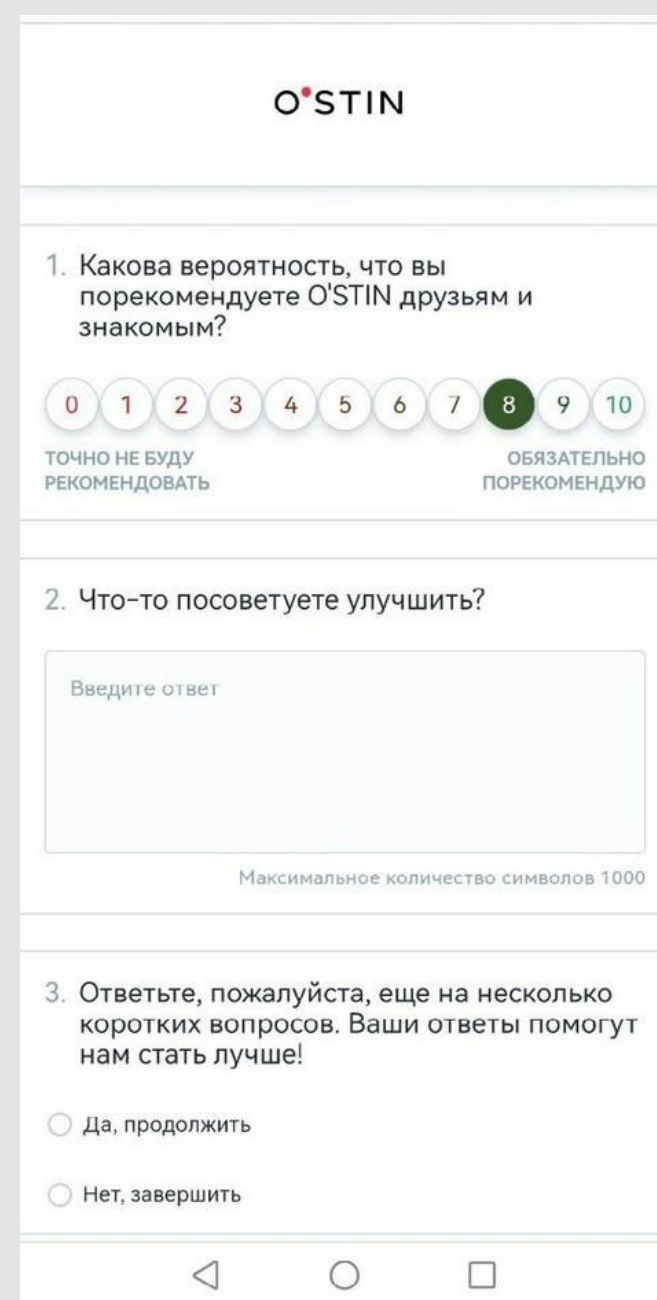 O'STIN
1. Какова вероятность, что вы
порекомендуете O'STIN друзьям и
знакомым?
0 1 2 3 4 5 6 7 8 9 10
ТОЧНО НЕ БУДУ
РЕКОМЕНДОВАТЬ
ОБЯЗАТЕЛЬНО
ПОРЕКОМЕНДУЮ
2. Что-то посоветуете улучшить?
Введите ответ
Максимальное количество символов 1000
3. Ответьте, пожалуйста, еще на несколько
коротких вопросов. Ваши ответы помогут
нам стать лучше!
Да, продолжить
Нет, завершить